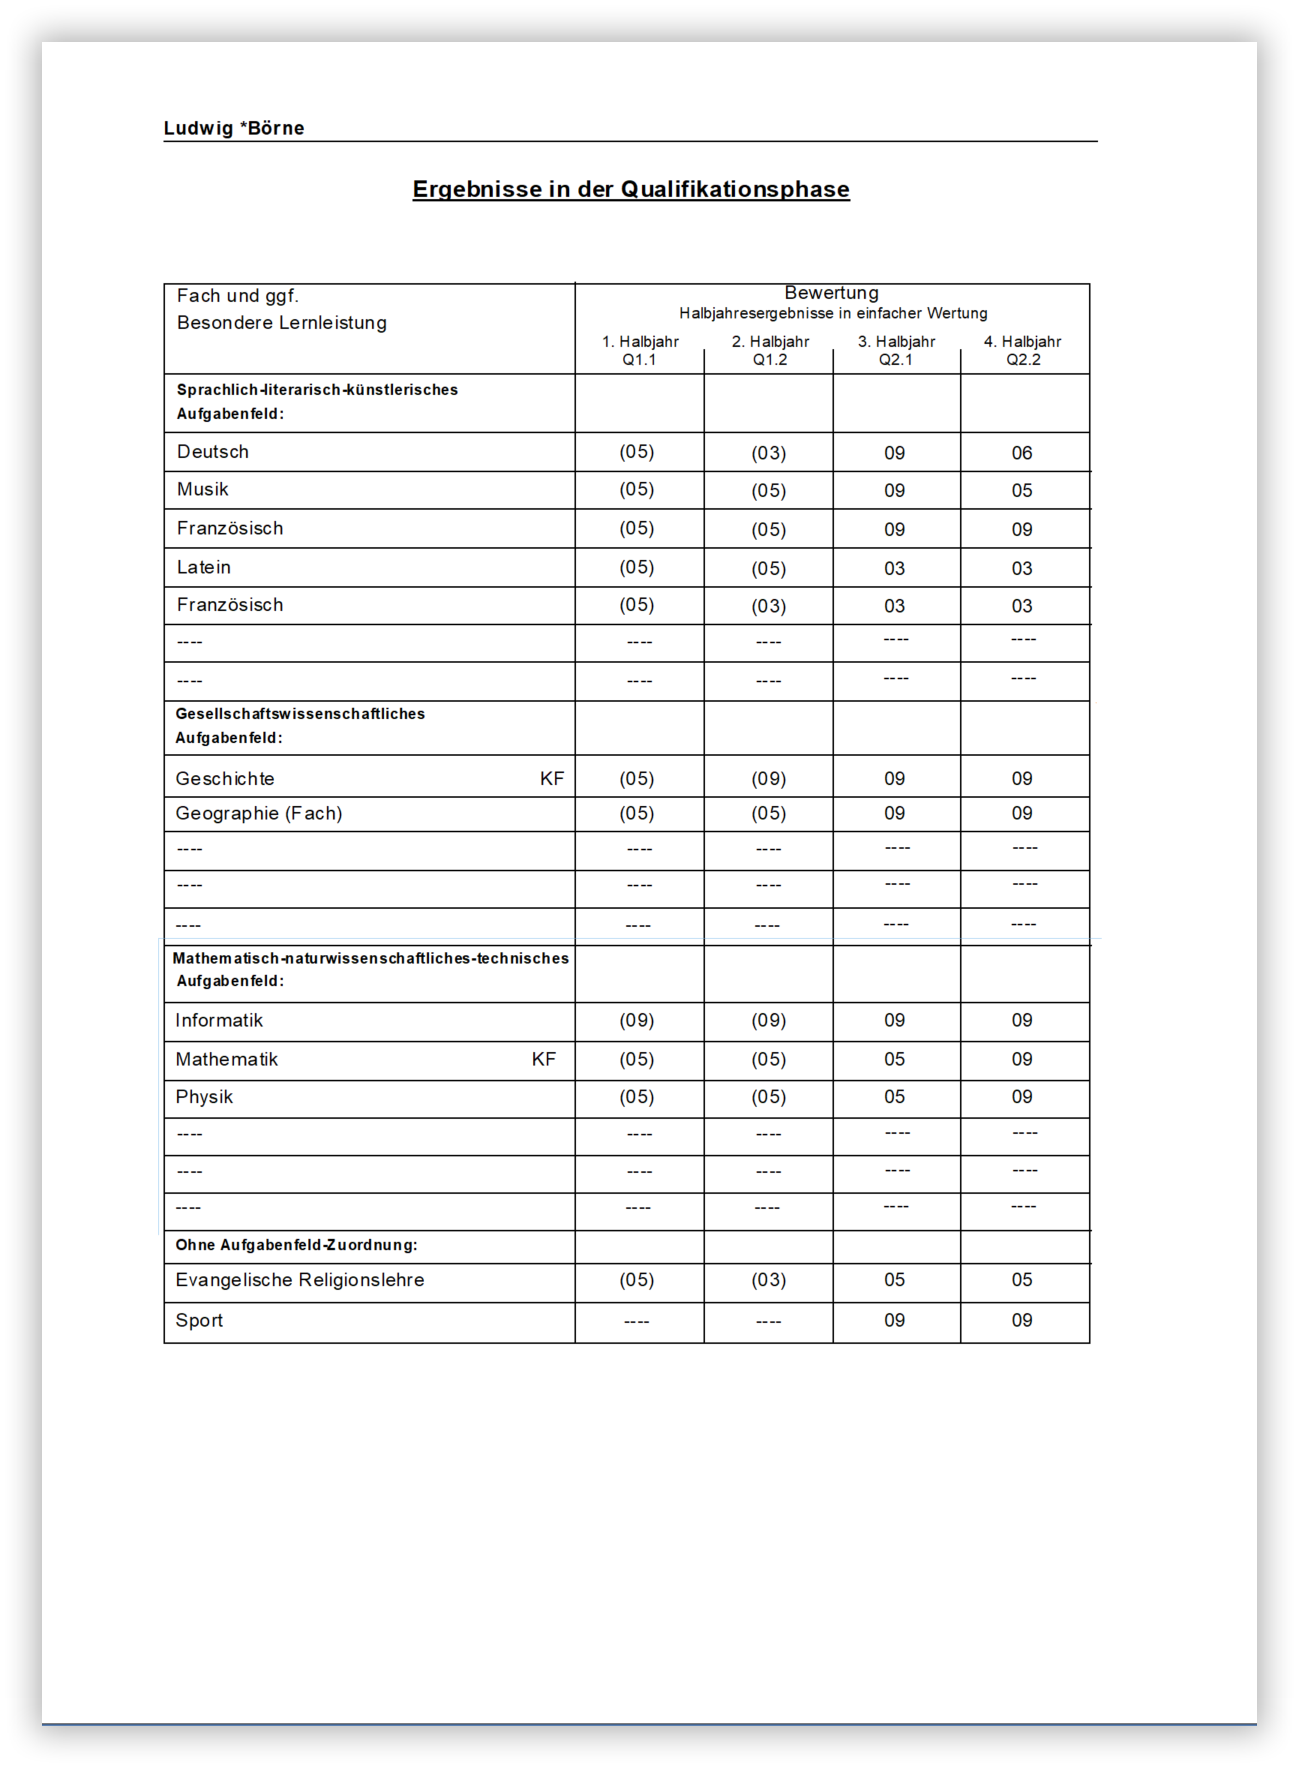 Ludwig *Börne
Ergebnisse in der Qualifikationsphase
Fach und ggf.
Besondere Lernleistung
Bewertung
Halbjahresergebnisse in einfacher Wertung
1. Halbjahr 2. Halbjahr 3. Halbjahr 4. Halbjahr
Q1.1 Q1.2 Q2.1 Q2.2
Sprachlich-literarisch-künstlerisches
Aufgabenfeld:
Deutsch (05) (03) 09 06
Musik (05) (05) 09 05
Französisch (05) (05) 09 09
Latein (05) (05) 03 03
Französisch (05) (03) 03 03
---- ---- ---- ---- ----
---- ---- ---- ---- ----
Gesellschaftswissenschaftliches
Aufgabenfeld:
Geschichte KF (05) (09) 09 09
Geographie (Fach) (05) (05) 09 09
---- ---- ---- ---- ----
---- ---- ---- ---- ----
---- ---- ---- ---- ----
Mathematisch-naturwissenschaftliches-technisches
Aufgabenfeld:
Informatik (09) (09) 09 09
Mathematik KF (05) (05) 05 09
Physik (05) (05) 05 09
---- ---- ---- ---- ----
---- ---- ---- ---- ----
---- ---- ---- ---- ----
Ohne Aufgabenfeld-Zuordnung:
Evangelische Religionslehre (05) (03) 05 05
Sport ---- ---- 09 09